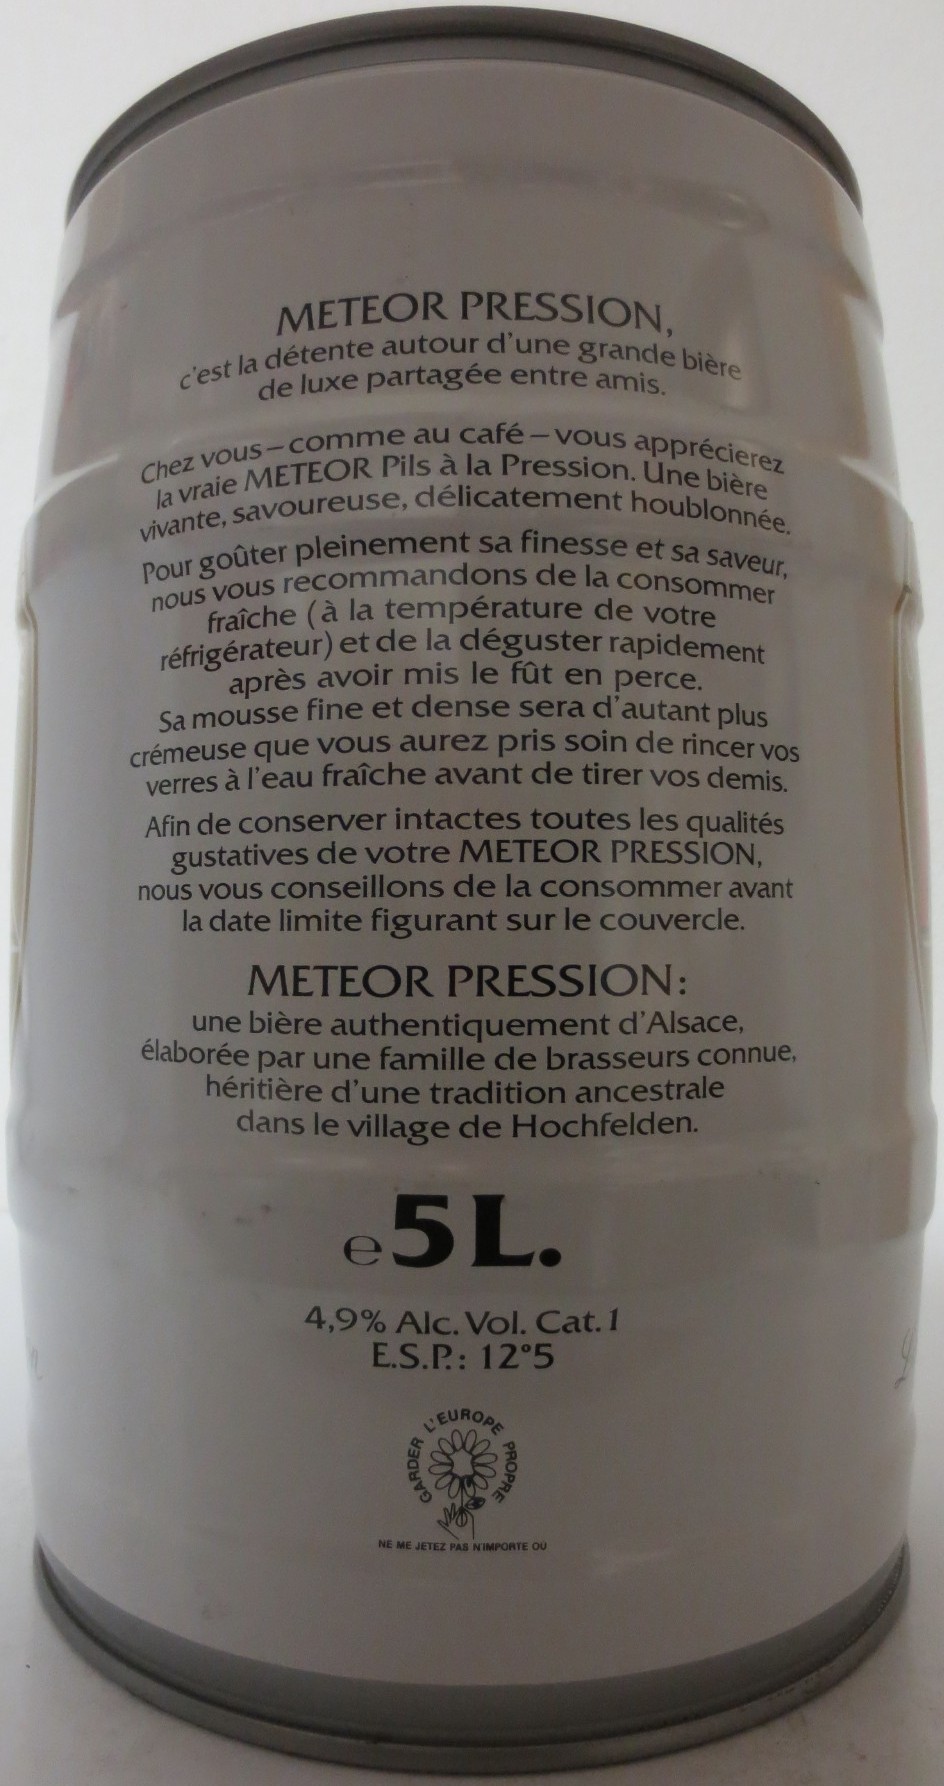 METEOR PRESSION,
c'est la détente autour d'une grande bière
de luxe partagée entre amis.
Chez vous – comme au café – vous apprécierez
la vraie METEOR Pils à la Pression. Une bière
vivante, savoureuse, délicatement houblonnée.
Pour goûter pleinement sa finesse et sa saveur,
nous vous recommandons de la consommer
fraîche (à la température de votre
réfrigérateur) et de la déguster rapidement
après avoir mis le fût en perce.
Sa mousse fine et dense sera d'autant plus
crémeuse que vous aurez pris soin de rincer vos
verres à l'eau fraîche avant de tirer vos demis.
Afin de conserver intactes toutes les qualités
gustatives de votre METEOR PRESSION,
nous vous conseillons de la consommer avant
la date limite figurant sur le couvercle.
METEOR PRESSION:
une bière authentiquement d'Alsace,
élaborée par une famille de brasseurs connue,
héritière d'une tradition ancestrale
dans le village de Hochfelden.
e 5 L.
4,9% Alc. Vol. Cat. 1
E.S.P.: 12°5
GARDER L'EUROPE PROPRE
NE ME JETEZ PAS N'IMPORTE OÙ